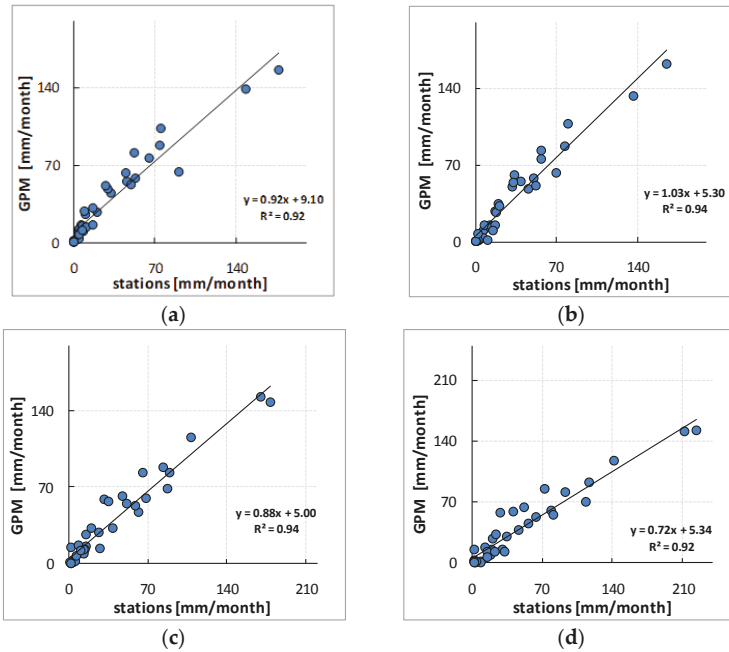 140
70
0
0
70
140
GPM [mm/month]
stations [mm/month]
y = 0.92x + 9.10
R² = 0.92
(a)
140
70
0
0
70
140
GPM [mm/month]
stations [mm/month]
y = 1.03x + 5.30
R² = 0.94
(b)
140
70
0
0
70
140
210
GPM [mm/month]
stations [mm/month]
y = 0.88x + 5.00
R² = 0.94
(c)
210
140
70
0
0
70
140
210
GPM [mm/month]
stations [mm/month]
y = 0.72x + 5.34
R² = 0.92
(d)